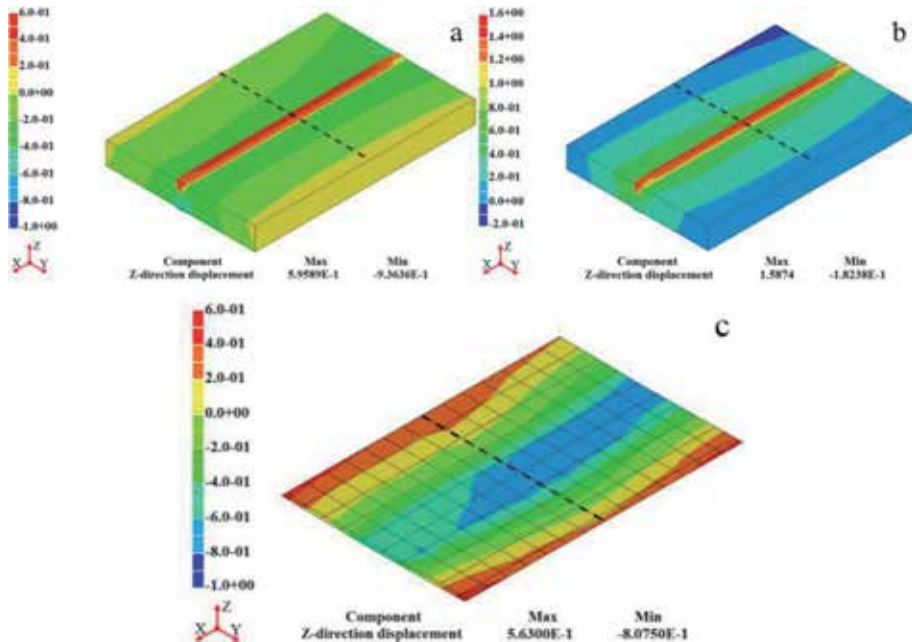 6.0-01
4.0-01
2.0-01
0.0+00
-2.0-01
-4.0-01
-6.0-01
-8.0-01
-1.0+00
Z
X Y
a
Component Max Min
Z-direction displacement 5.9589E-1 -9.3636E-1
1.6+00
1.4+00
1.2+00
1.0+00
8.0-01
6.0-01
4.0-01
2.0-01
0.0+00
-2.0-01
Z
X Y
b
Component Max Min
Z-direction displacement 1.5874 -1.8238E-1
6.0-01
4.0-01
2.0-01
0.0+00
-2.0-01
-4.0-01
-6.0-01
-8.0-01
-1.0+00
Z
X Y
c
Component Max Min
Z-direction displacement 5.6300E-1 -8.0750E-1